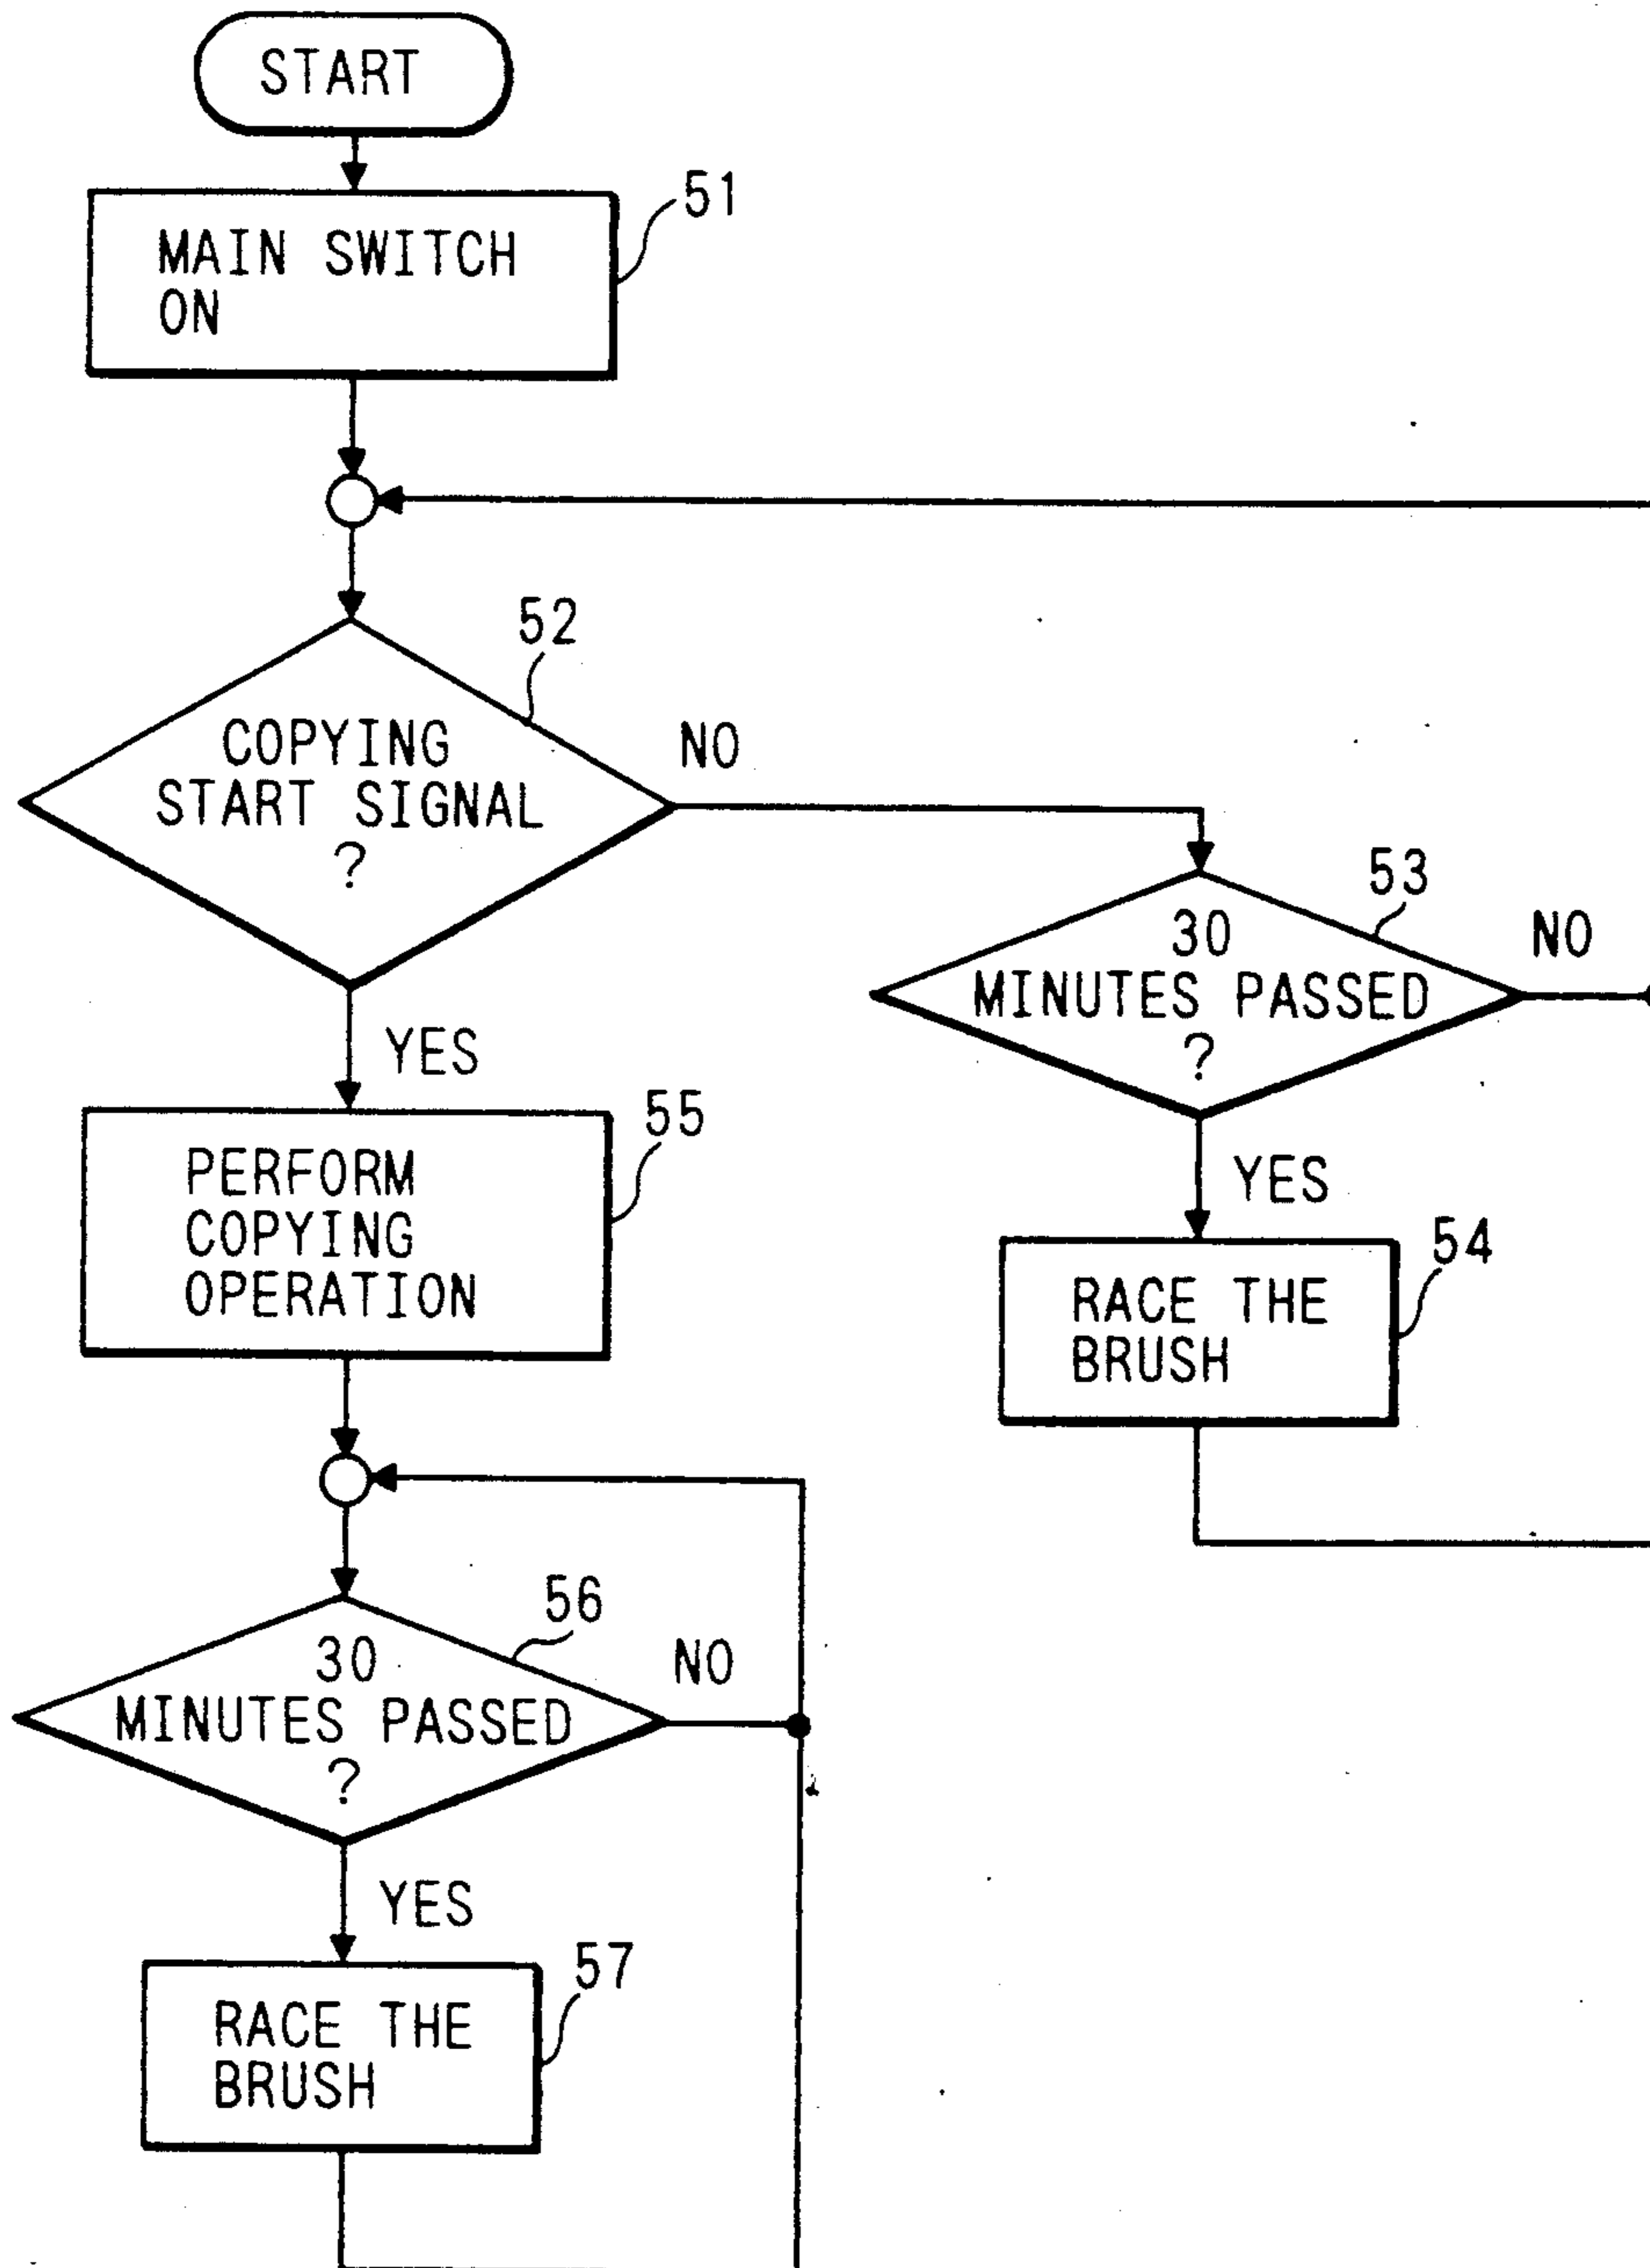 START
51
MAIN SWITCH
ON
52
COPYING
START SIGNAL
?
NO
53
30
MINUTES PASSED
?
NO
YES
YES
55
PERFORM
COPYING
OPERATION
54
RACE THE
BRUSH
56
30
MINUTES PASSED
?
NO
YES
57
RACE THE
BRUSH